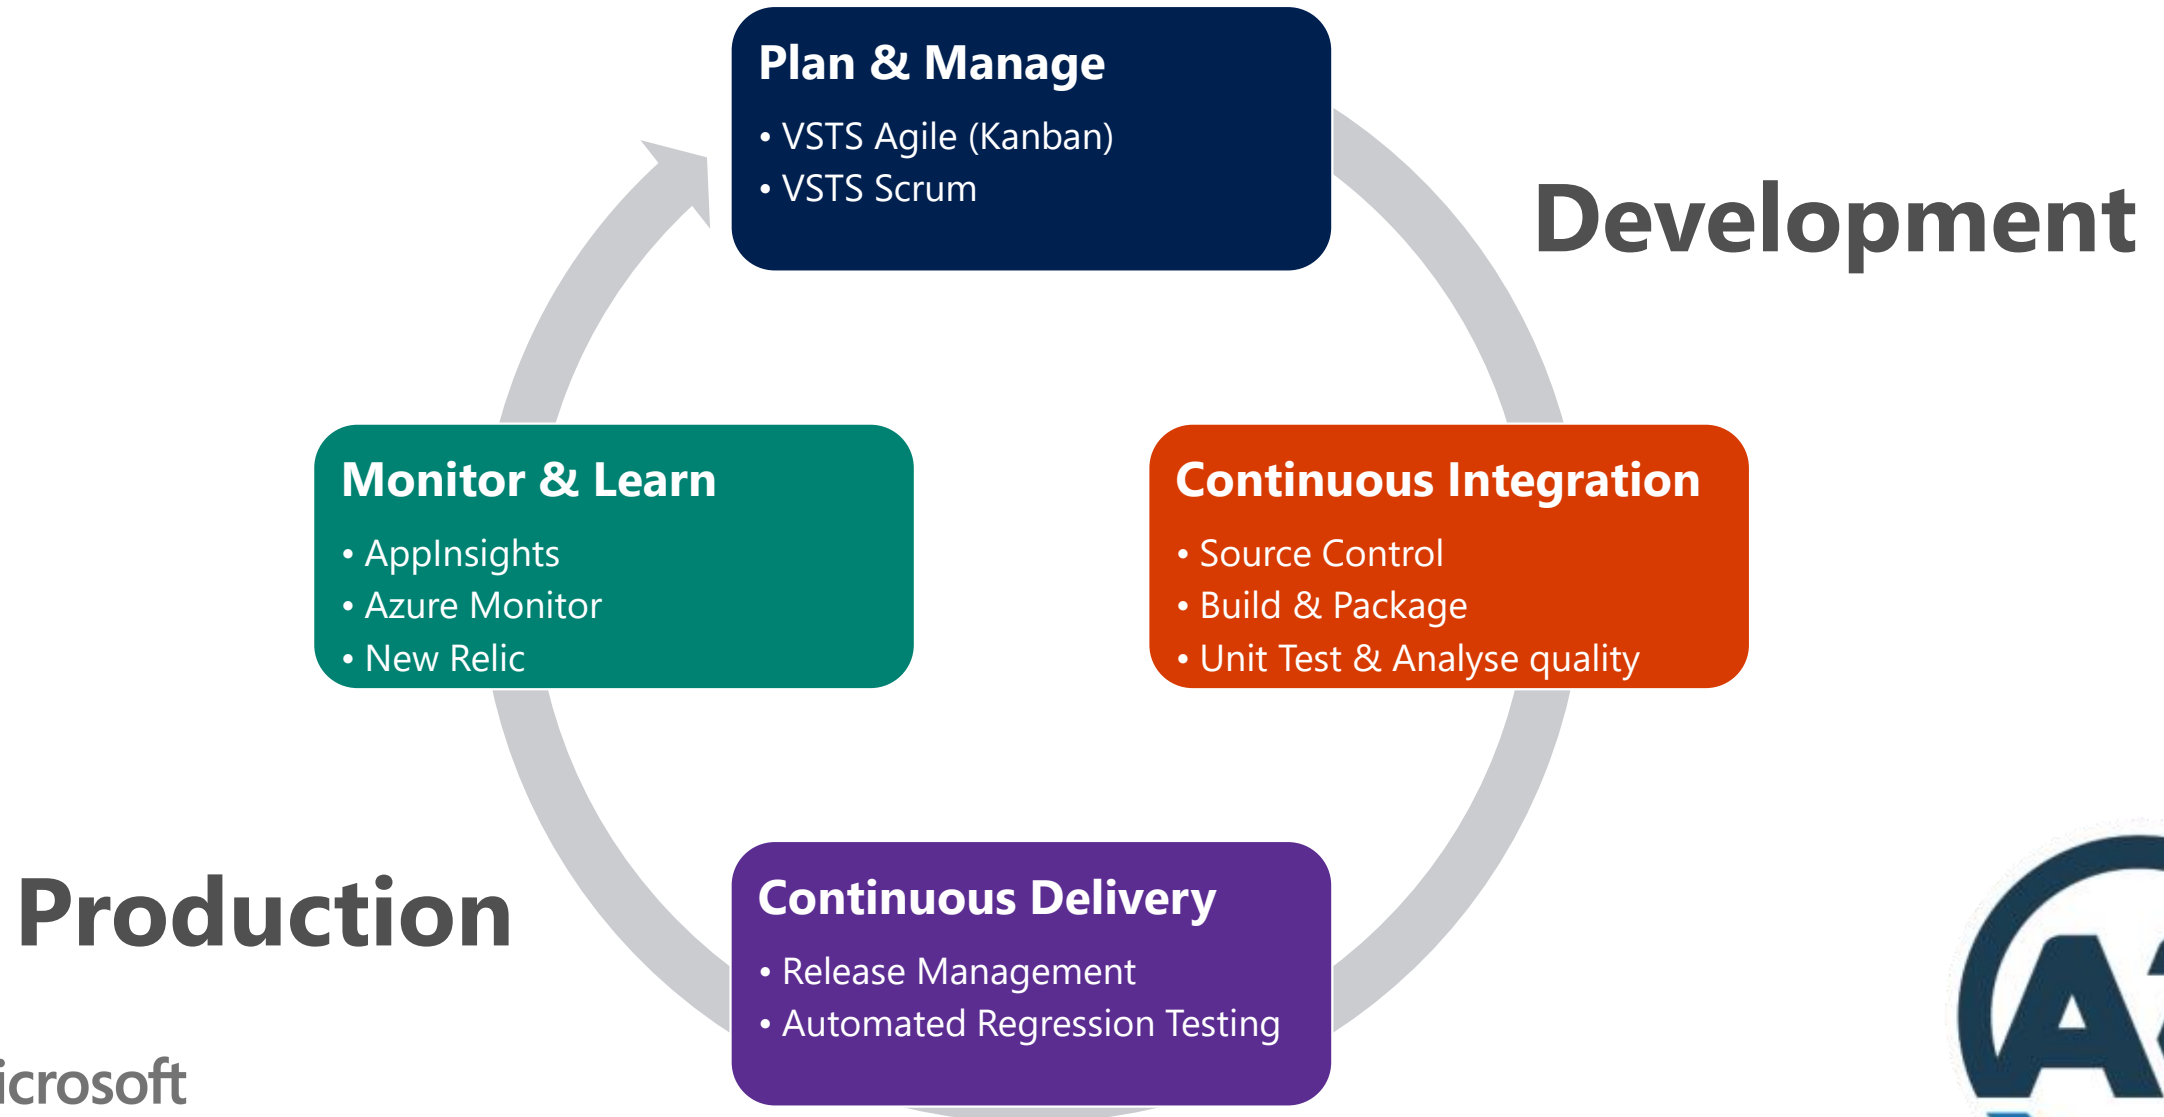 Plan & Manage
• VSTS Agile (Kanban)
• VSTS Scrum
Development
Monitor & Learn
• AppInsights
• Azure Monitor
• New Relic
Continuous Integration
• Source Control
• Build & Package
• Unit Test & Analyse quality
Production
Continuous Delivery
• Release Management
• Automated Regression Testing
icrosoft